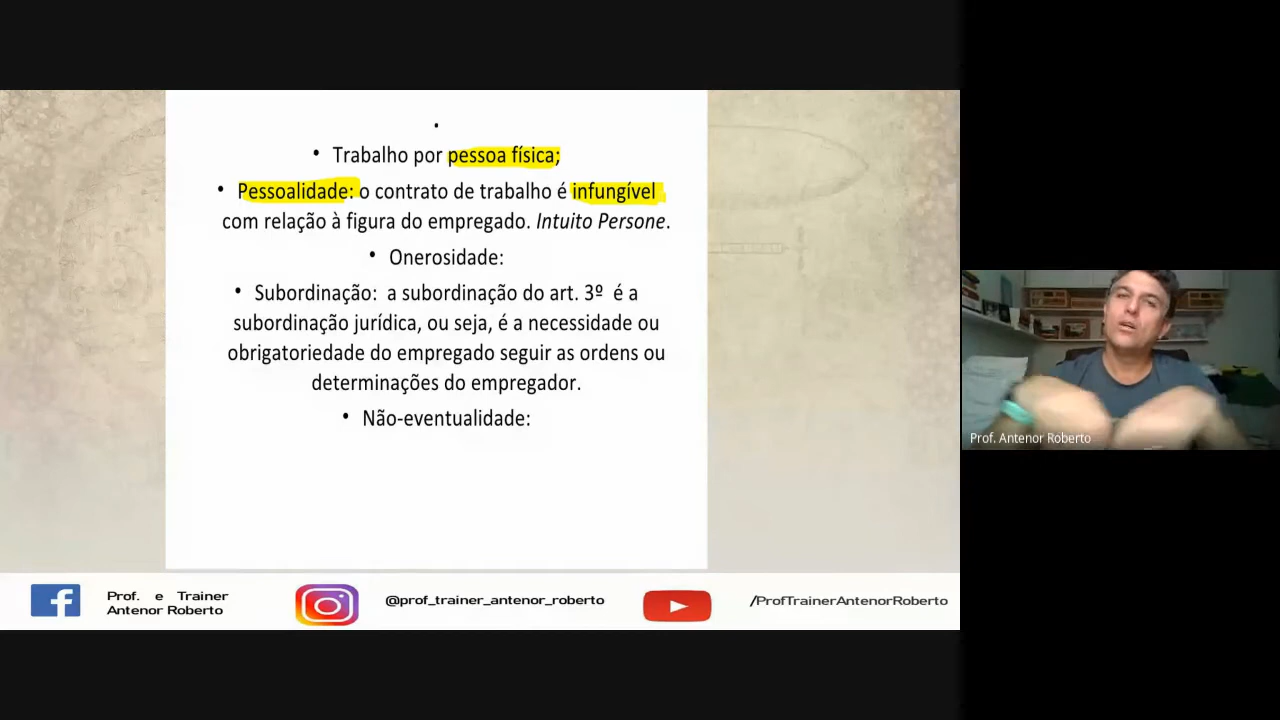 • Trabalho por pessoa física;
• Pessoalidade: o contrato de trabalho é infungível
com relação à figura do empregado. Intuito Persone.
• Onerosidade:
• Subordinação: a subordinação do art. 3º é a
subordinação jurídica, ou seja, é a necessidade ou
obrigatoriedade do empregado seguir as ordens ou
determinações do empregador.
• Não-eventualidade:
Prof. Antenor Roberto
Prof. e Trainer
Antenor Roberto
@prof_trainer_antenor_roberto
/ProfTrainerAntenorRoberto